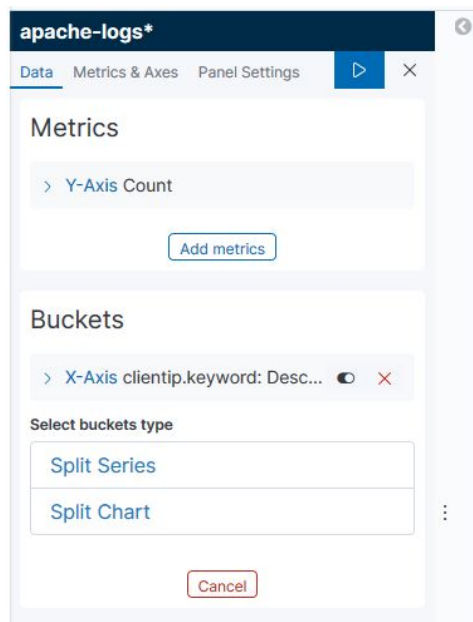 apache-logs*
Data Metrics & Axes Panel Settings
Metrics
Y-Axis Count
Add metrics
Buckets
X-Axis clientip.keyword: Desc...
Select buckets type
Split Series
Split Chart
Cancel